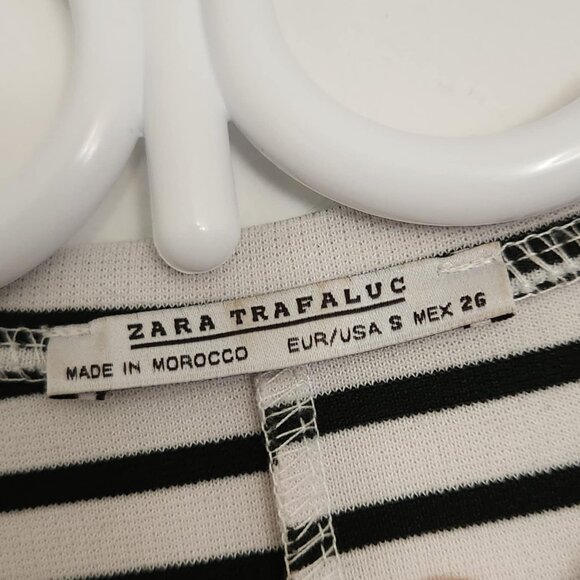 ZARA TRAFALUC
MADE IN MOROCCO EUR/USA S MEX 26